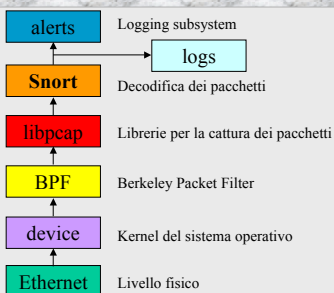 alerts Logging subsystem
logs
Snort Decodifica dei pacchetti
libpcap Librerie per la cattura dei pacchetti
BPF Berkeley Packet Filter
device Kernel del sistema operativo
Ethernet Livello fisico